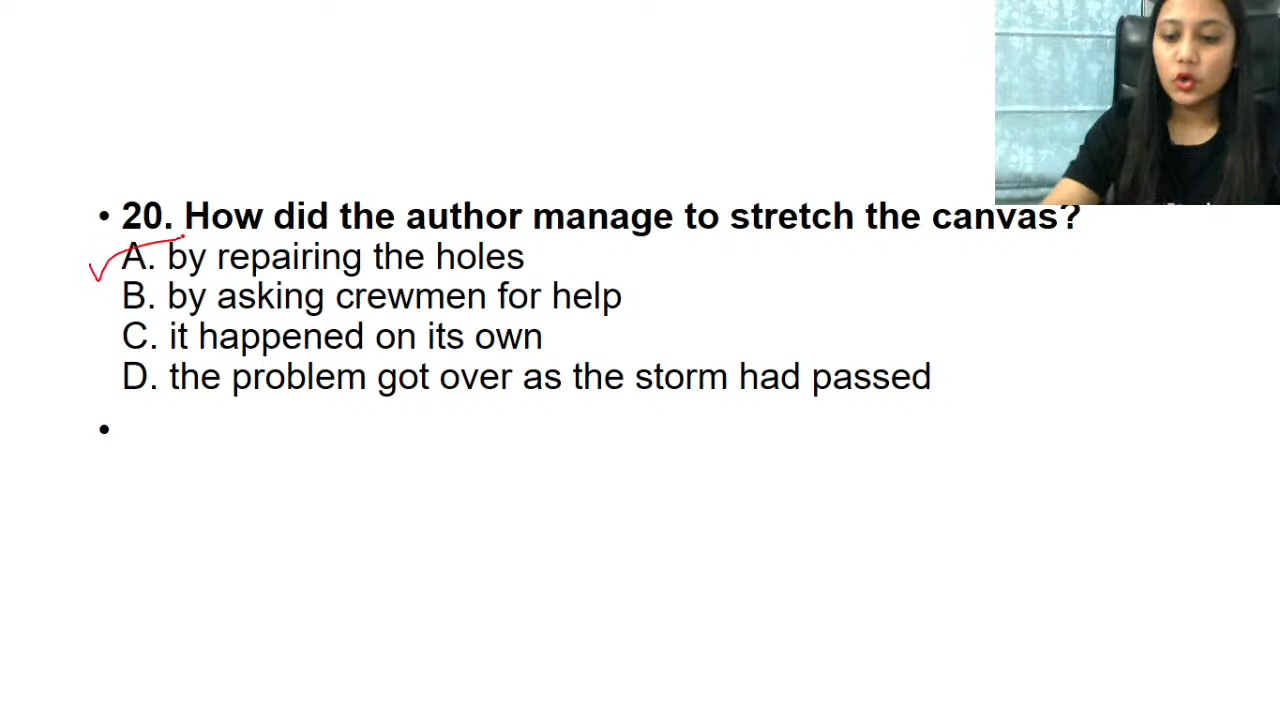 • 20. How did the author manage to stretch the canvas?
A. by repairing the holes
B. by asking crewmen for help
C. it happened on its own
D. the problem got over as the storm had passed
•